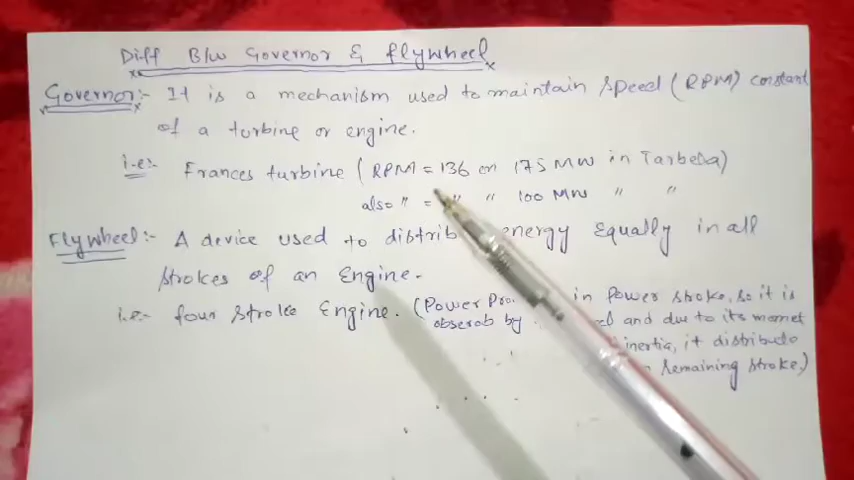 Diff B/w Governor & flywheel
Governor:- It is a mechanism used to maintain Speed (RPM) constant
of a turbine or engine.
i.e:- Frances turbine (RPM = 136 on 175 MW in Tarbela)
also " = " " 100 MW " "
Flywheel:- A device used to distrib energy Equally in all
strokes of an Engine.
i.e:- four stroke Engine. (Power Pro in Power stroke, so it is
obserob by and due to its momet
inertia, it distribute
remaining stroke.)